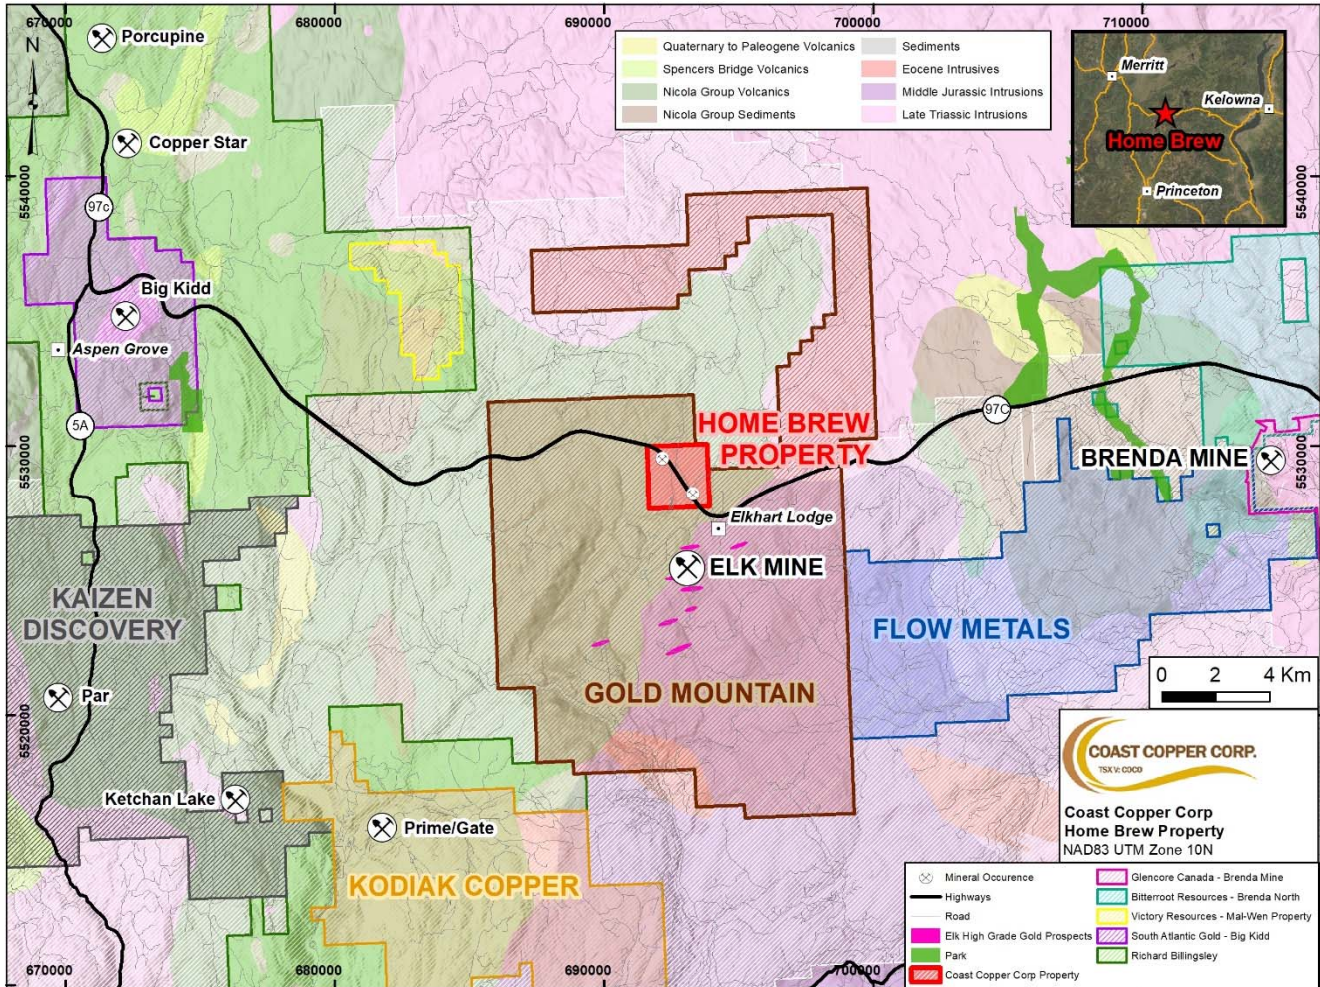 670000
680000
690000
700000
710000
N
Porcupine
Quaternary to Paleogene Volcanics
Spencers Bridge Volcanics
Nicola Group Volcanics
Nicola Group Sediments
Sediments
Eocene Intrusives
Middle Jurassic Intrusions
Late Triassic Intrusions
Merritt
Kelowna
Home Brew
Princeton
Copper Star
5540000
5540000
97c
Big Kidd
Aspen Grove
5A
97C
HOME BREW
PROPERTY
5530000
5530000
BRENDA MINE
Elkhart Lodge
ELK MINE
KAIZEN
DISCOVERY
FLOW METALS
GOLD MOUNTAIN
Par
0 2 4 Km
5520000
Ketchan Lake
Prime/Gate
KODIAK COPPER
COAST COPPER CORP.
TSX V: COCO
Coast Copper Corp
Home Brew Property
NAD83 UTM Zone 10N
Mineral Occurence
Highways
Road
Elk High Grade Gold Prospects
Park
Coast Copper Corp Property
Glencore Canada - Brenda Mine
Bitterroot Resources - Brenda North
Victory Resources - Mal-Wen Property
South Atlantic Gold - Big Kidd
Richard Billingsley
670000
680000
690000
700000